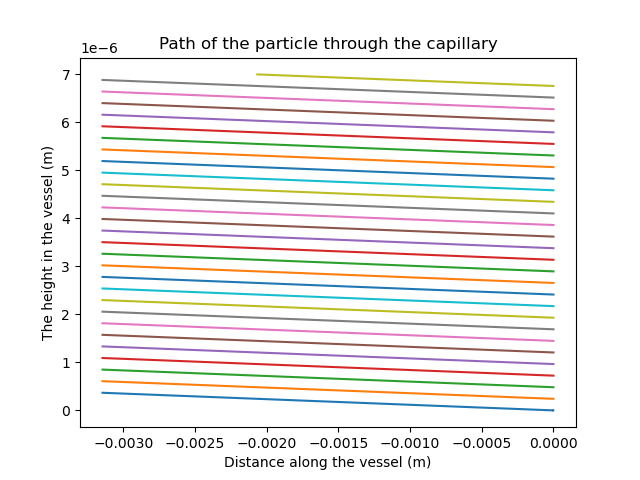 Path of the particle through the capillary
1e−6
7
6
5
4
3
2
1
0
The height in the vessel (m)
−0.0030 −0.0025 −0.0020 −0.0015 −0.0010 −0.0005 0.0000
Distance along the vessel (m)